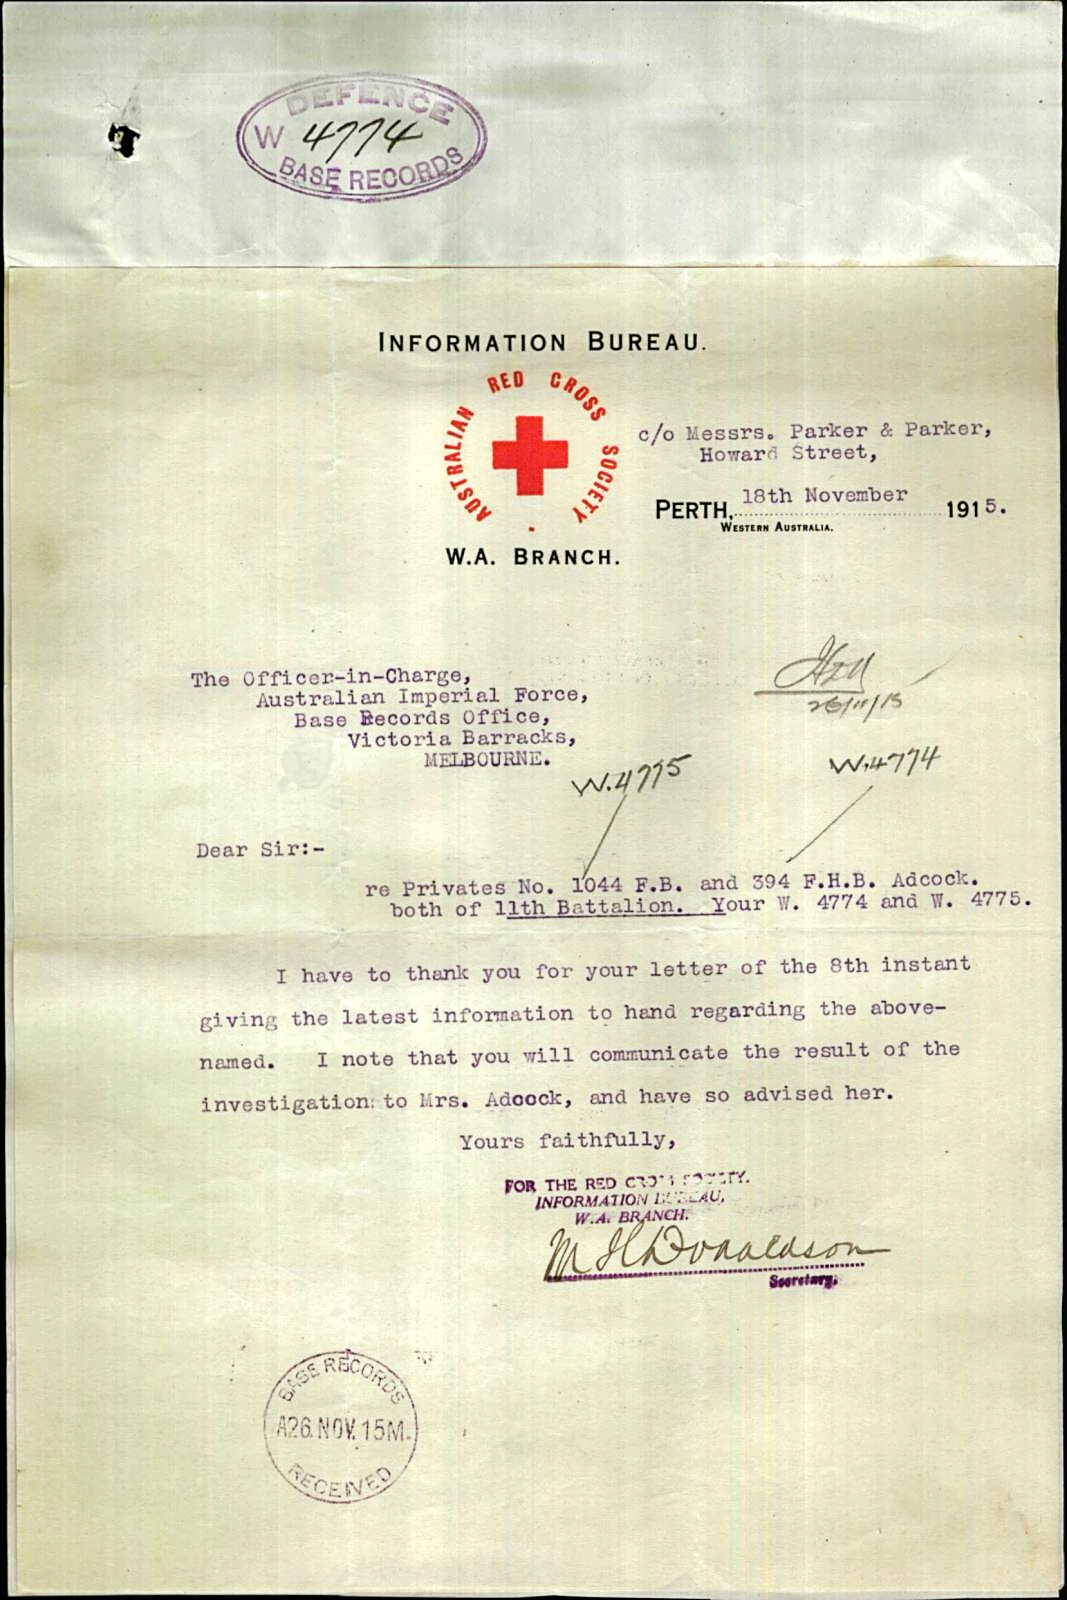 DEFENCE
W 4774
BASE RECORDS
INFORMATION BUREAU.
AUSTRALIAN RED CROSS SOCIETY
c/o Messrs. Parker & Parker,
Howard Street,
PERTH, 18th November 1915.
WESTERN AUSTRALIA.
W.A. BRANCH.
The Officer-in-Charge,
Australian Imperial Force,
Base Records Office,
Victoria Barracks,
MELBOURNE.
26/11/15
W.4775
W.4774
Dear Sir:-
re Privates No. 1044 F.B. and 394 F.H.B. Adcock.
both of 11th Battalion. Your W. 4774 and W. 4775.
I have to thank you for your letter of the 8th instant
giving the latest information to hand regarding the above-
named. I note that you will communicate the result of the
investigation to Mrs. Adcock, and have so advised her.
Yours faithfully,
FOR THE RED CROSS SOCIETY.
INFORMATION BUREAU,
W.A. BRANCH.
Donaldson
Secretary.
BASE RECORDS
A26.NOV.15M.
RECEIVED